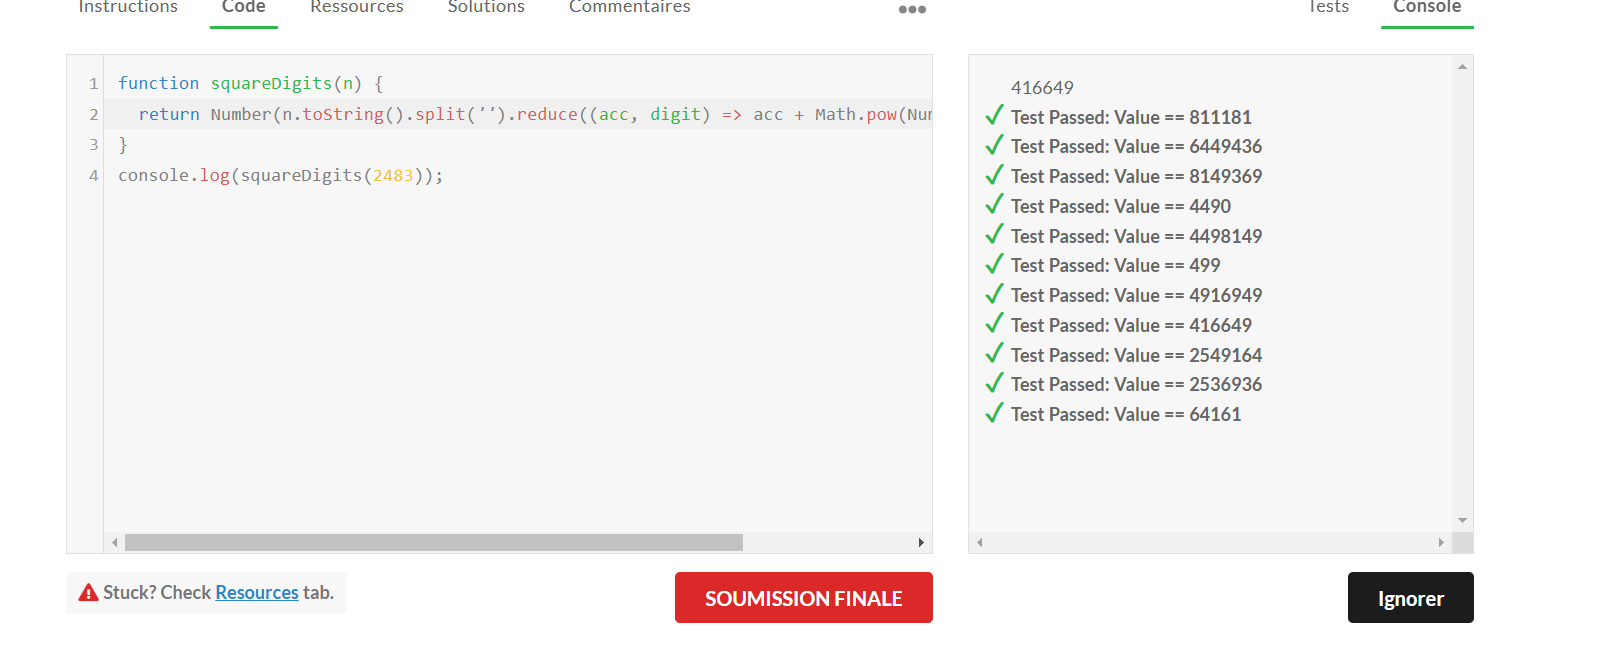 Instructions Code Ressources Solutions Commentaires
Tests Console
1 function squareDigits(n) {
2 return Number(n.toString().split('').reduce((acc, digit) => acc + Math.pow(Nur
3 }
4 console.log(squareDigits(2483));
416649
Test Passed: Value == 811181
Test Passed: Value == 6449436
Test Passed: Value == 8149369
Test Passed: Value == 4490
Test Passed: Value == 4498149
Test Passed: Value == 499
Test Passed: Value == 4916949
Test Passed: Value == 416649
Test Passed: Value == 2549164
Test Passed: Value == 2536936
Test Passed: Value == 64161
Stuck? Check Resources tab.
SOUMISSION FINALE
Ignorer